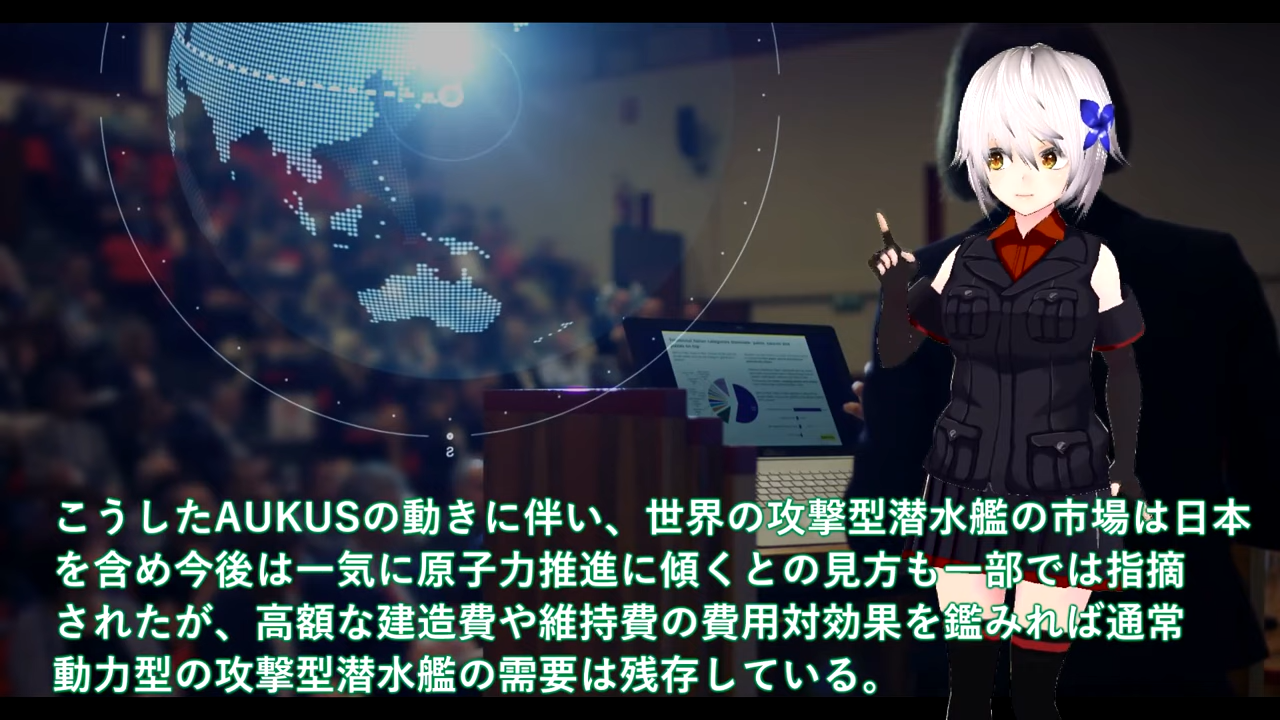 こうしたAUKUSの動きに伴い、世界の攻撃型潜水艦の市場は日本
を含め今後は一気に原子力推進に傾くとの見方も一部では指摘
されたが、高額な建造費や維持費の費用対効果を鑑みれば通常
動力型の攻撃型潜水艦の需要は残存している。